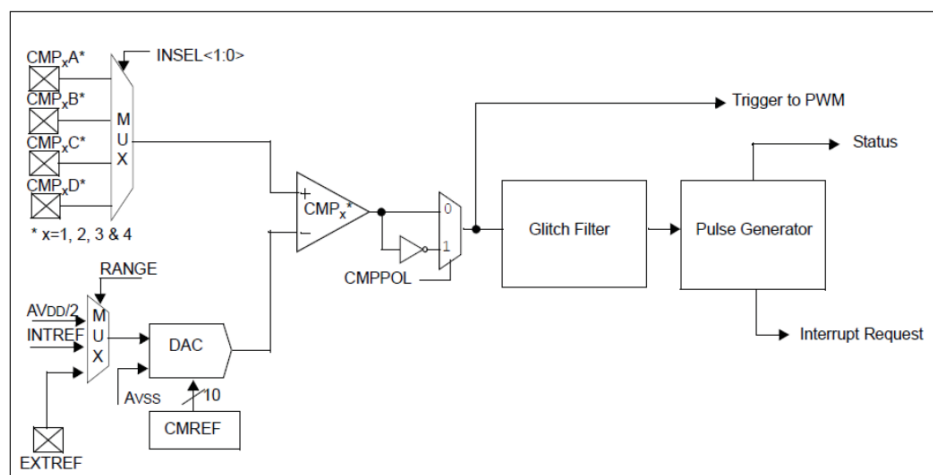 CMPxA*
INSEL<1:0>
CMPxB*
CMPxC*
CMPxD*
M
U
X
* x=1, 2, 3 & 4
+
CMPx*
–
0
1
CMPPOL
Trigger to PWM
Glitch Filter
Pulse Generator
Status
Interrupt Request
RANGE
AVDD/2
INTREF
M
U
X
DAC
AVSS
10
CMREF
EXTREF